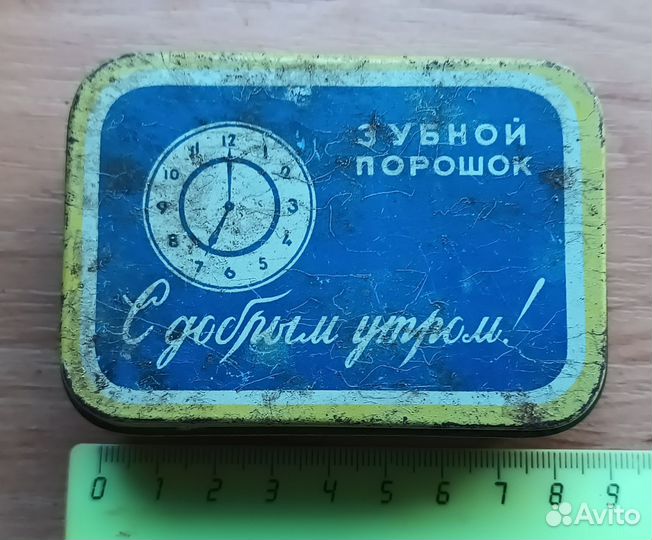 ЗУБНОЙ
ПОРОШОК
12
11 1
10 2
9 3
8 4
7 5
6
С добрым утром!
0 1 2 3 4 5 6 7 8 9
Avito